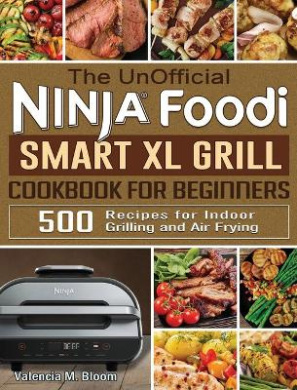 The UnOfficial
NINJA® Foodi
SMART XL GRILL
COOKBOOK FOR BEGINNERS
500 Recipes for Indoor
Grilling and Air Frying
NINJA
Valencia M. Bloom